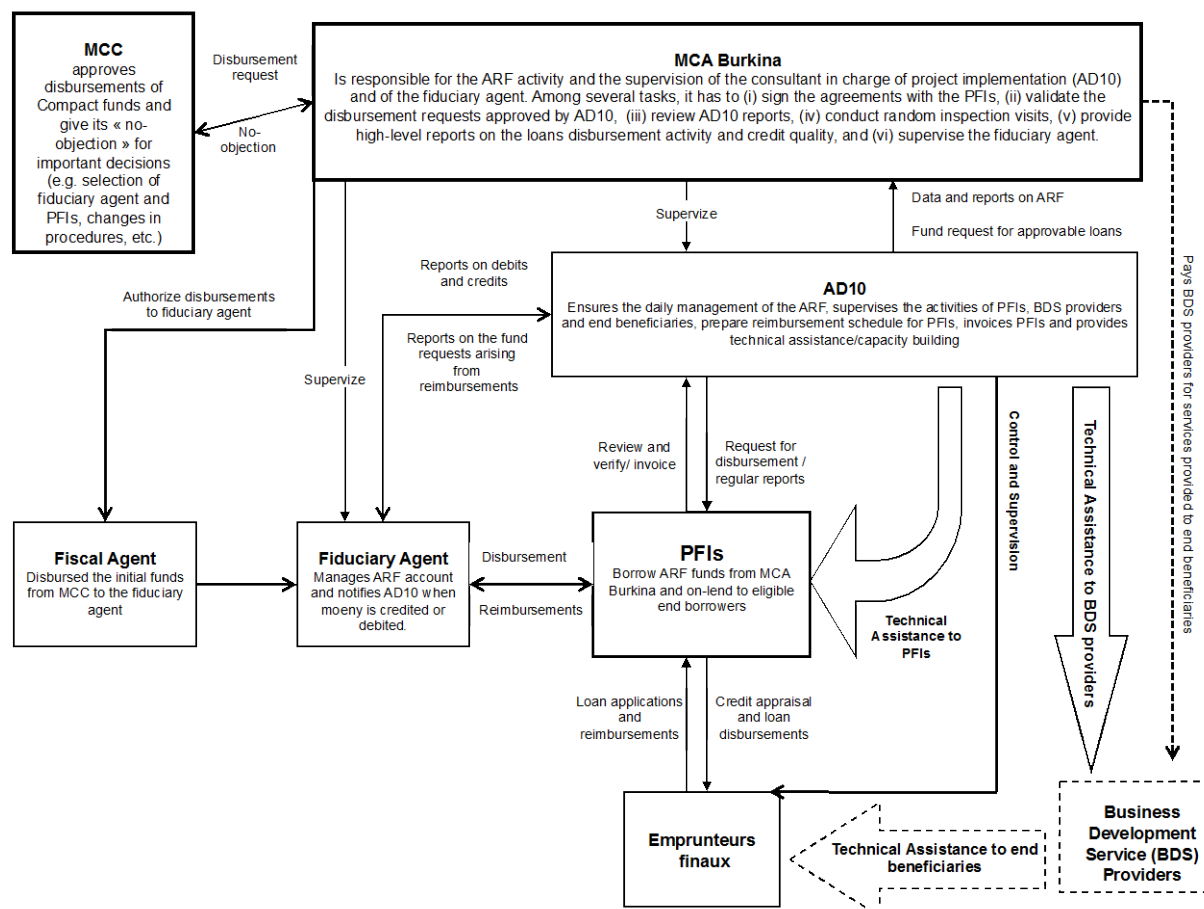 MCC
approves
disbursements of
Compact funds and
give its « no-
objection » for
important decisions
(e.g. selection of
fiduciary agent and
PFIs, changes in
procedures, etc.)
Disbursement
request
No-
objection
MCA Burkina
Is responsible for the ARF activity and the supervision of the consultant in charge of project implementation (AD10)
and of the fiduciary agent. Among several tasks, it has to (i) sign the agreements with the PFIs, (ii) validate the
disbursement requests approved by AD10, (iii) review AD10 reports, (iv) conduct random inspection visits, (v) provide
high-level reports on the loans disbursement activity and credit quality, and (vi) supervise the fiduciary agent.
Supervize
Data and reports on ARF
Fund request for approvable loans
Pays BDS providers for services provided to end beneficiaries
Authorize disbursements
to fiduciary agent
Supervize
Reports on debits
and credits
Reports on the fund
requests arising
from
reimbursements
AD10
Ensures the daily management of the ARF, supervises the activities of PFIs, BDS providers
and end beneficiaries, prepare reimbursement schedule for PFIs, invoices PFIs and provides
technical assistance/capacity building
Review and
verify/ invoice
Request for
disbursement /
regular reports
Control and Supervision
Technical Assistance to BDS providers
Fiscal Agent
Disbursed the initial funds
from MCC to the fiduciary
agent
Fiduciary Agent
Manages ARF account
and notifies AD10 when
moeny is credited or
debited.
Disbursement
Reimbursements
PFIs
Borrow ARF funds from MCA
Burkina and on-lend to eligible
end borrowers
Technical
Assistance to
PFIs
Loan applications
and
reimbursements
Credit appraisal
and loan
disbursements
Emprunteurs
finaux
Technical Assistance to end
beneficiaries
Business
Development
Service (BDS)
Providers